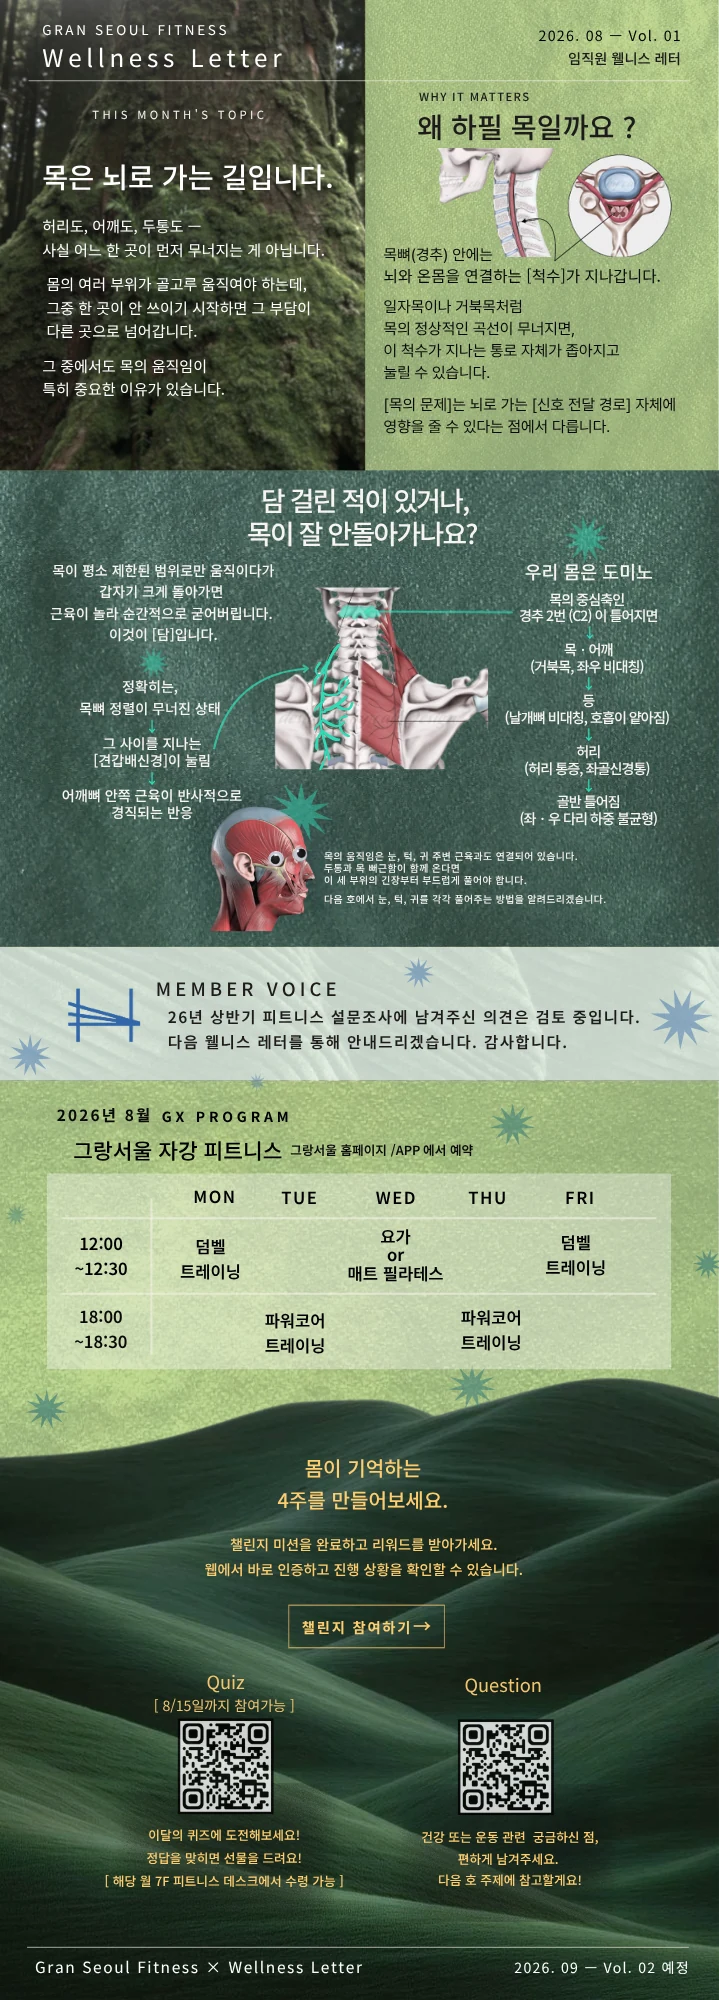 GRAN SEOUL FITNESS
Wellness Letter
2026. 08 — Vol. 01
임직원 웰니스 레터
THIS MONTH'S TOPIC
목은 뇌로 가는 길입니다.
허리도, 어깨도, 두통도 —
사실 어느 한 곳이 먼저 무너지는 게 아닙니다.
몸의 여러 부위가 골고루 움직여야 하는데,
그중 한 곳이 안 쓰이기 시작하면 그 부담이
다른 곳으로 넘어갑니다.
그 중에서도 목의 움직임이
특히 중요한 이유가 있습니다.
WHY IT MATTERS
왜 하필 목일까요 ?
목뼈(경추) 안에는
뇌와 온몸을 연결하는 [척수]가 지나갑니다.
일자목이나 거북목처럼
목의 정상적인 곡선이 무너지면,
이 척수가 지나는 통로 자체가 좁아지고
눌릴 수 있습니다.
[목의 문제]는 뇌로 가는 [신호 전달 경로] 자체에
영향을 줄 수 있다는 점에서 다릅니다.
담 걸린 적이 있거나,
목이 잘 안돌아가나요?
목이 평소 제한된 범위로만 움직이다가
갑자기 크게 돌아가면
근육이 놀라 순간적으로 굳어버립니다.
이것이 [담]입니다.
정확히는,
목뼈 정렬이 무너진 상태
↓
그 사이를 지나는
[견갑배신경]이 눌림
↓
어깨뼈 안쪽 근육이 반사적으로
경직되는 반응
우리 몸은 도미노
목의 중심축인
경추 2번 (C2) 이 틀어지면
↓
목 · 어깨
(거북목, 좌우 비대칭)
↓
등
(날개뼈 비대칭, 호흡이 얕아짐)
↓
허리
(허리 통증, 좌골신경통)
↓
골반 틀어짐
(좌 · 우 다리 하중 불균형)
목의 움직임은 눈, 턱, 귀 주변 근육과도 연결되어 있습니다.
두통과 목 뻐근함이 함께 온다면
이 세 부위의 긴장부터 부드럽게 풀어야 합니다.
다음 호에서 눈, 턱, 귀를 각각 풀어주는 방법을 알려드리겠습니다.
MEMBER VOICE
26년 상반기 피트니스 설문조사에 남겨주신 의견은 검토 중입니다.
다음 웰니스 레터를 통해 안내드리겠습니다. 감사합니다.
2026년 8월 GX PROGRAM
그랑서울 자강 피트니스 그랑서울 홈페이지 /APP 에서 예약
MON TUE WED THU FRI
12:00
~12:30
덤벨
트레이닝
요가
or
매트 필라테스
덤벨
트레이닝
18:00
~18:30
파워코어
트레이닝
파워코어
트레이닝
몸이 기억하는
4주를 만들어보세요.
챌린지 미션을 완료하고 리워드를 받아가세요.
웹에서 바로 인증하고 진행 상황을 확인할 수 있습니다.
챌린지 참여하기→
Quiz
[ 8/15일까지 참여가능 ]
이달의 퀴즈에 도전해보세요!
정답을 맞히면 선물을 드려요!
[ 해당 월 7F 피트니스 데스크에서 수령 가능 ]
Question
건강 또는 운동 관련 궁금하신 점,
편하게 남겨주세요.
다음 호 주제에 참고할게요!
Gran Seoul Fitness × Wellness Letter
2026. 09 — Vol. 02 예정